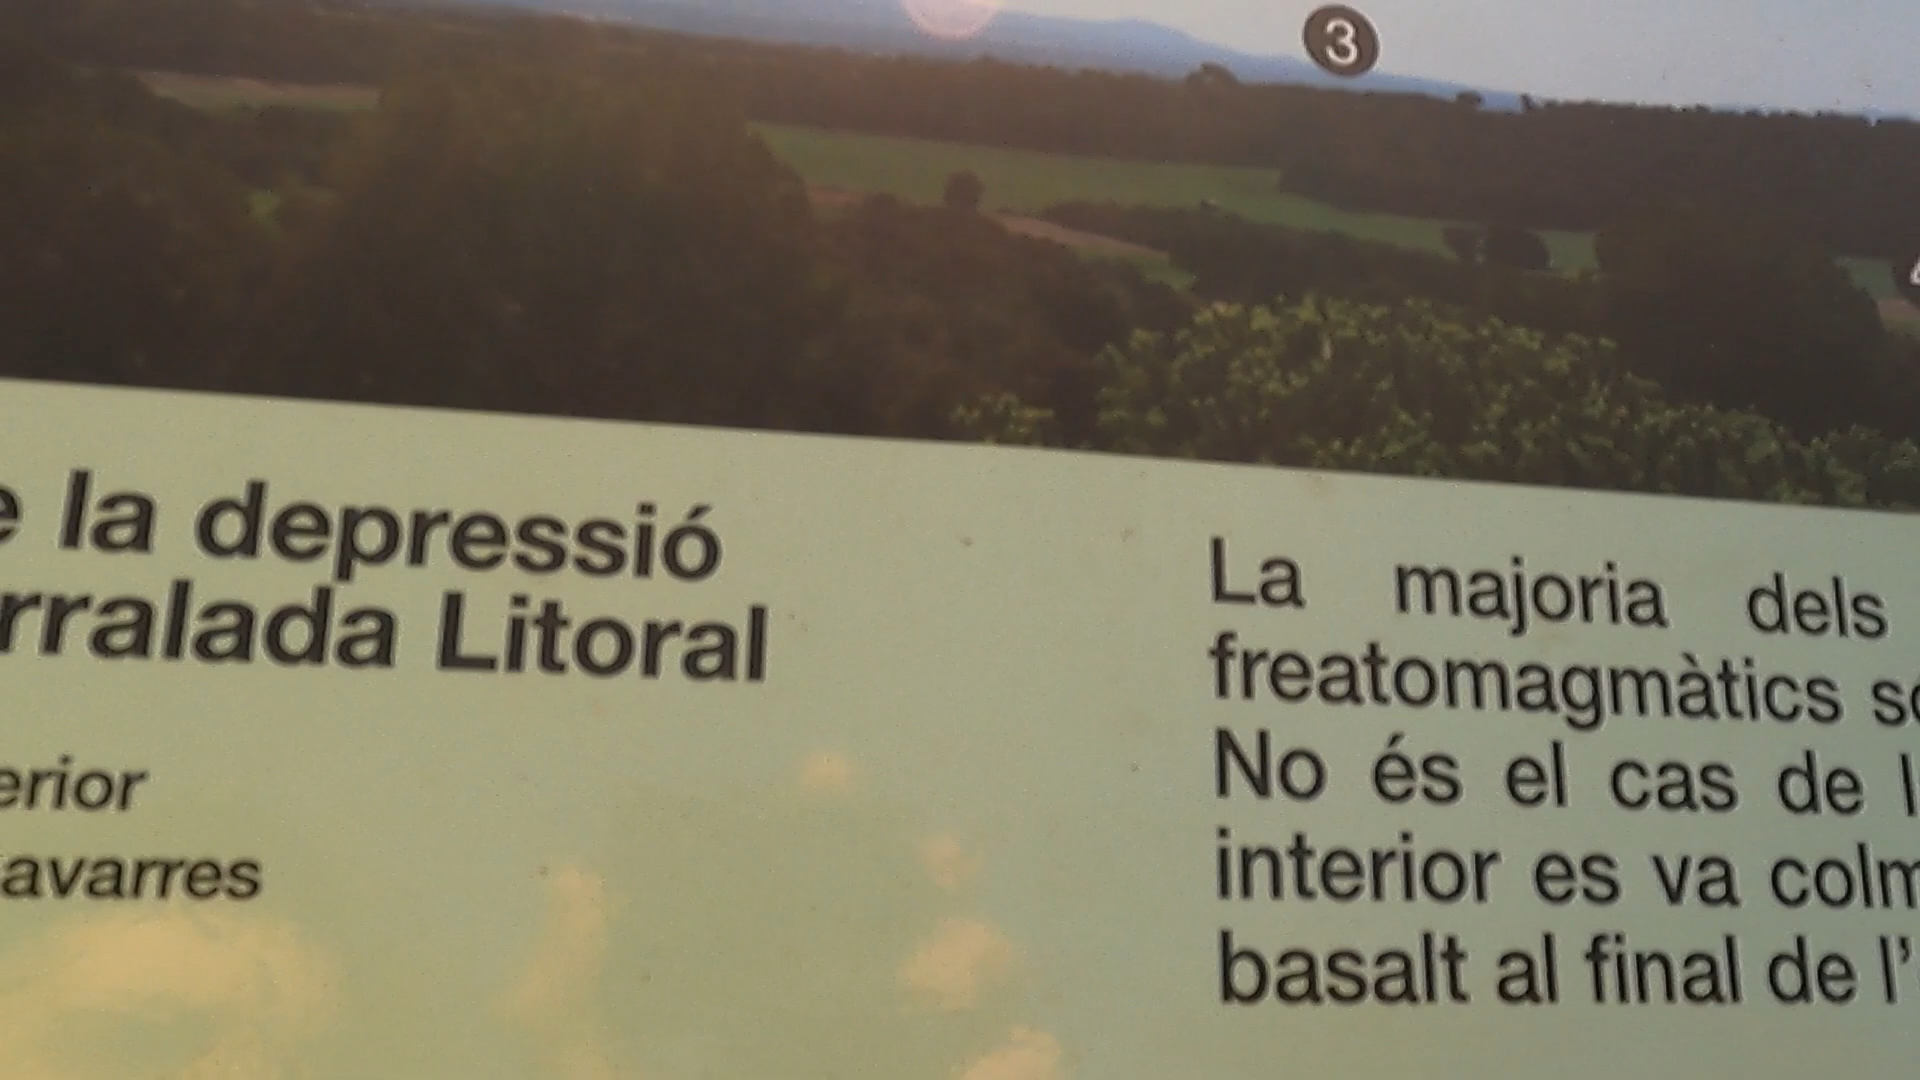 3
la depressió
rralada Litoral
erior
avarres
La majoria dels
freatomagmàtics
No és el cas de
interior es va
basalt al final de l'